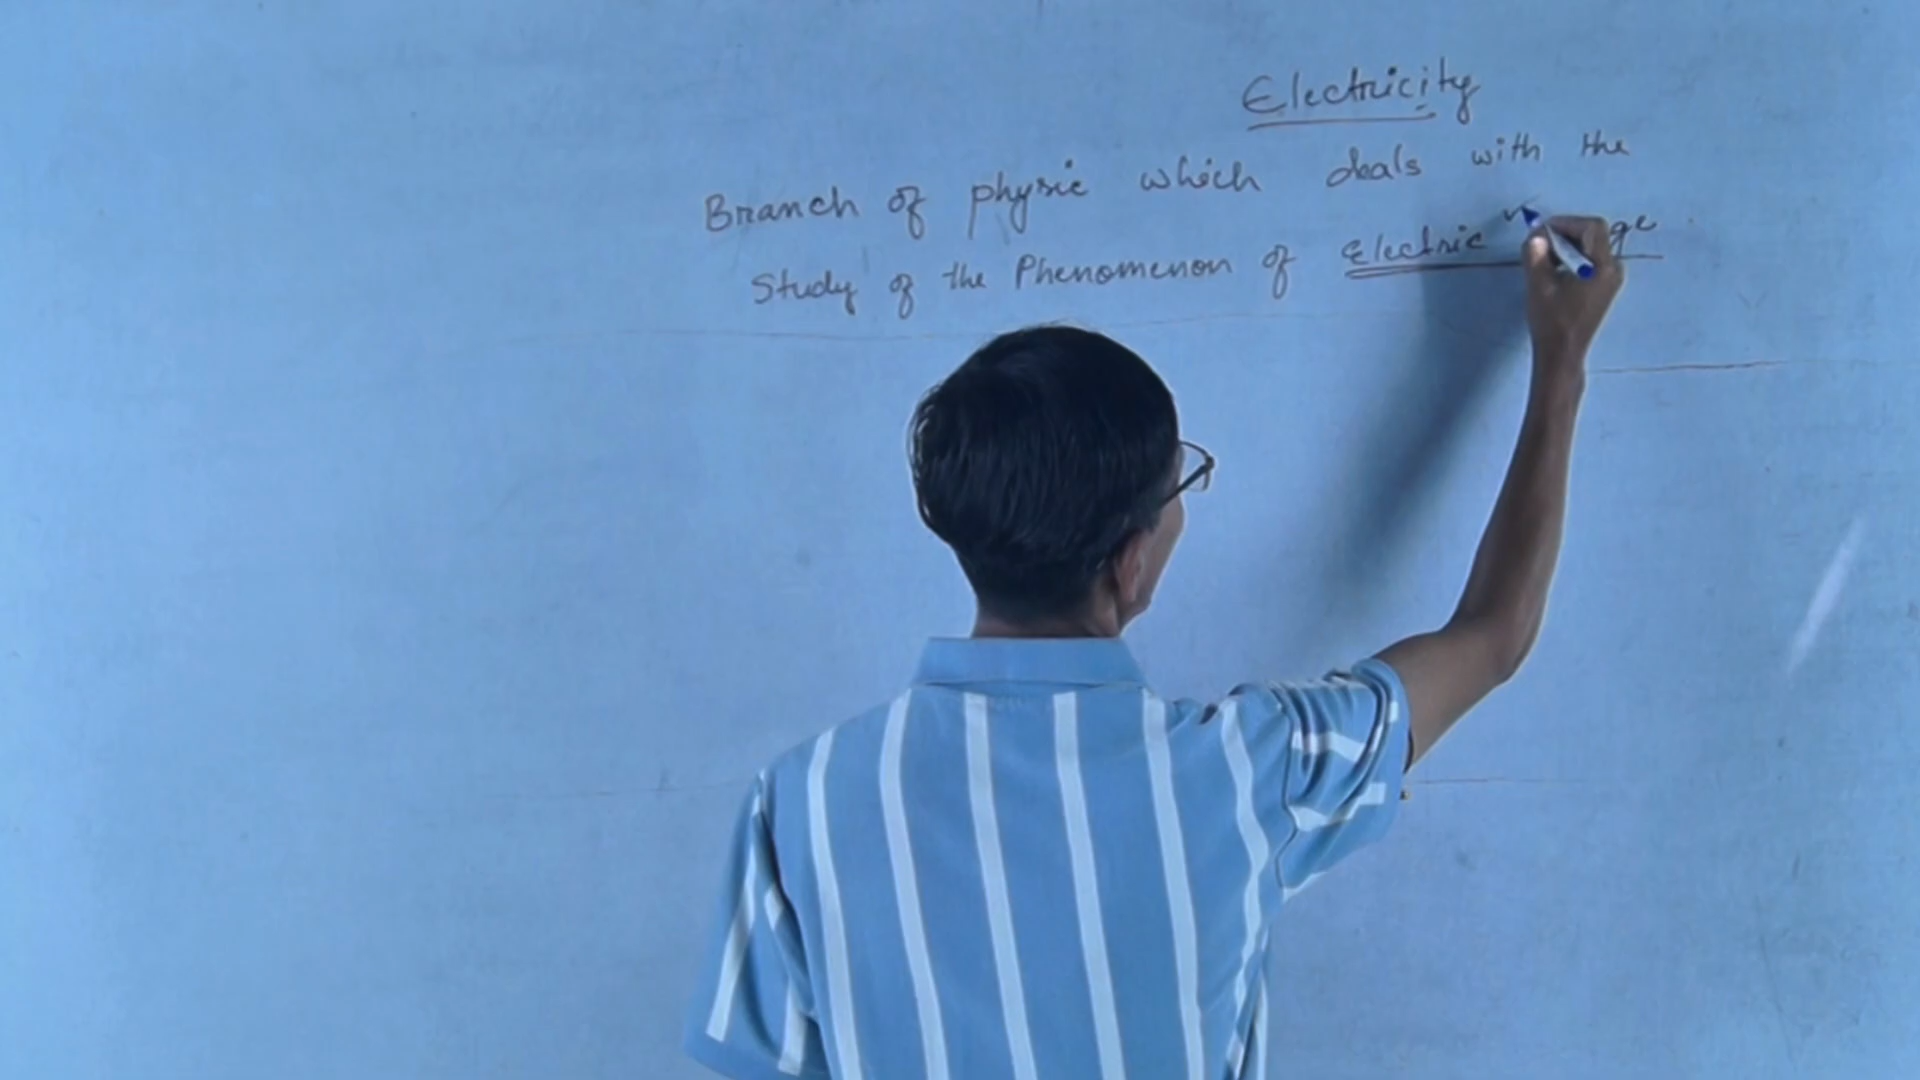 Electricity
Branch of physic which deals with the
Study of the Phenomenon of Electric